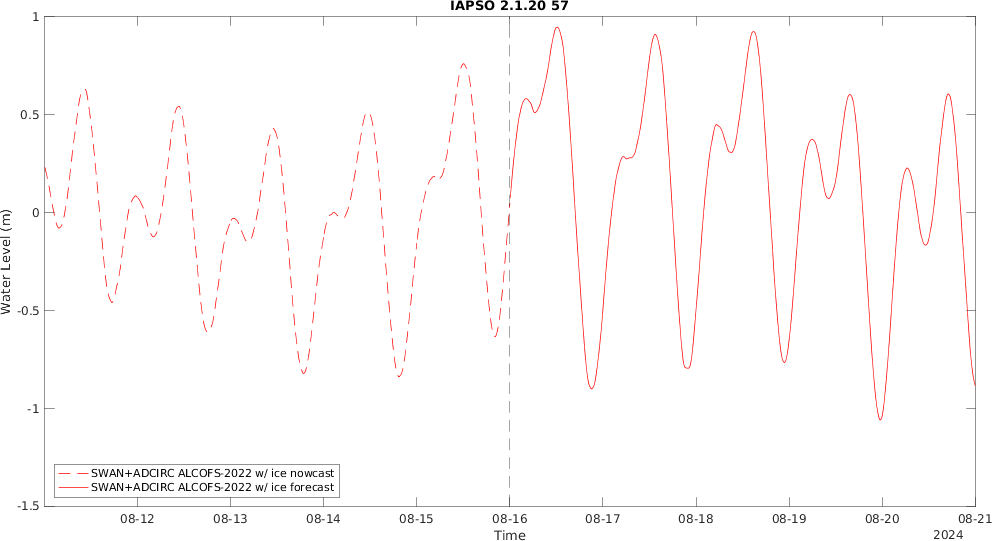 IAPSO 2.1.20 57
1
0.5
0
-0.5
-1
-1.5
Water Level (m)
SWAN+ADCIRC ALCOFS-2022 w/ ice nowcast
SWAN+ADCIRC ALCOFS-2022 w/ ice forecast
08-12 08-13 08-14 08-15 08-16 08-17 08-18 08-19 08-20 08-21
Time
2024